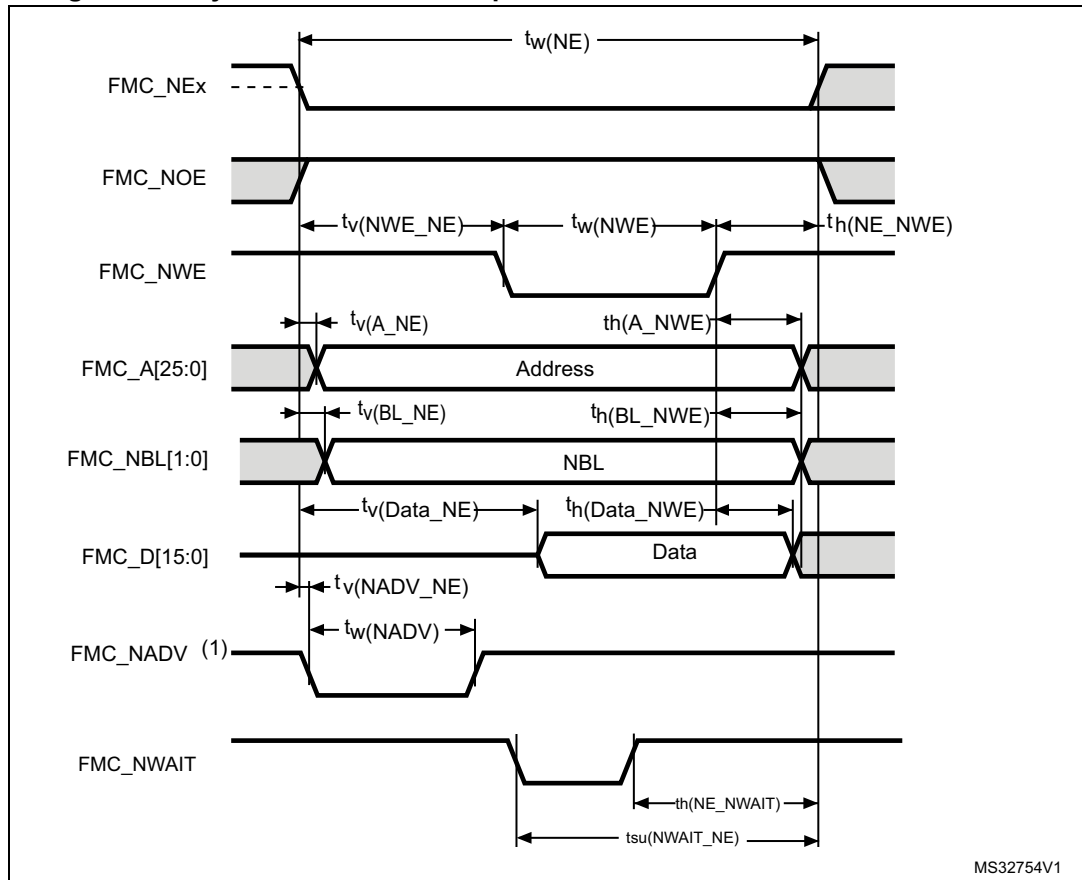 tw(NE)
FMC_NEx
FMC_NOE
tv(NWE_NE) tw(NWE) th(NE_NWE)
FMC_NWE
tv(A_NE) th(A_NWE)
FMC_A[25:0] Address
tv(BL_NE) th(BL_NWE)
FMC_NBL[1:0] NBL
tv(Data_NE) th(Data_NWE)
FMC_D[15:0] Data
tv(NADV_NE)
tw(NADV)
FMC_NADV (1)
FMC_NWAIT
th(NE_NWAIT)
tsu(NWAIT_NE)
MS32754V1